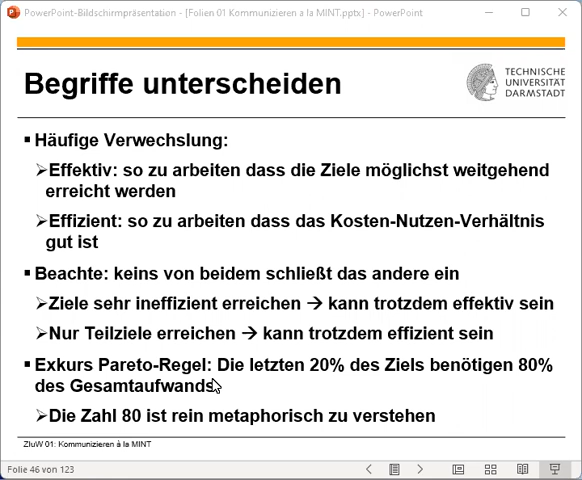 PowerPoint-Bildschirmpräsentation - [Folien 01 Kommunizieren a la MINT.pptx] - PowerPoint
Begriffe unterscheiden
TECHNISCHE
UNIVERSITÄT
DARMSTADT
▪ Häufige Verwechslung:
➢Effektiv: so zu arbeiten dass die Ziele möglichst weitgehend
erreicht werden
➢Effizient: so zu arbeiten dass das Kosten-Nutzen-Verhältnis
gut ist
▪ Beachte: keins von beidem schließt das andere ein
➢Ziele sehr ineffizient erreichen → kann trotzdem effektiv sein
➢Nur Teilziele erreichen → kann trotzdem effizient sein
▪ Exkurs Pareto-Regel: Die letzten 20% des Ziels benötigen 80%
des Gesamtaufwands
➢Die Zahl 80 ist rein metaphorisch zu verstehen
ZIuW 01: Kommunizieren à la MINT
Folie 46 von 123